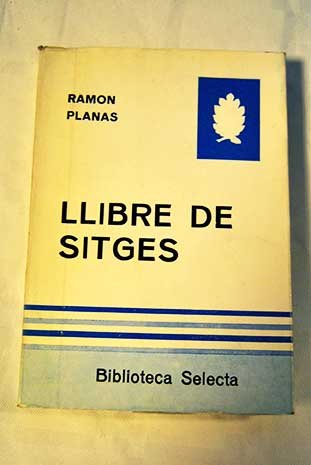 RAMON
PLANAS
LLIBRE DE
SITGES
Biblioteca Selecta